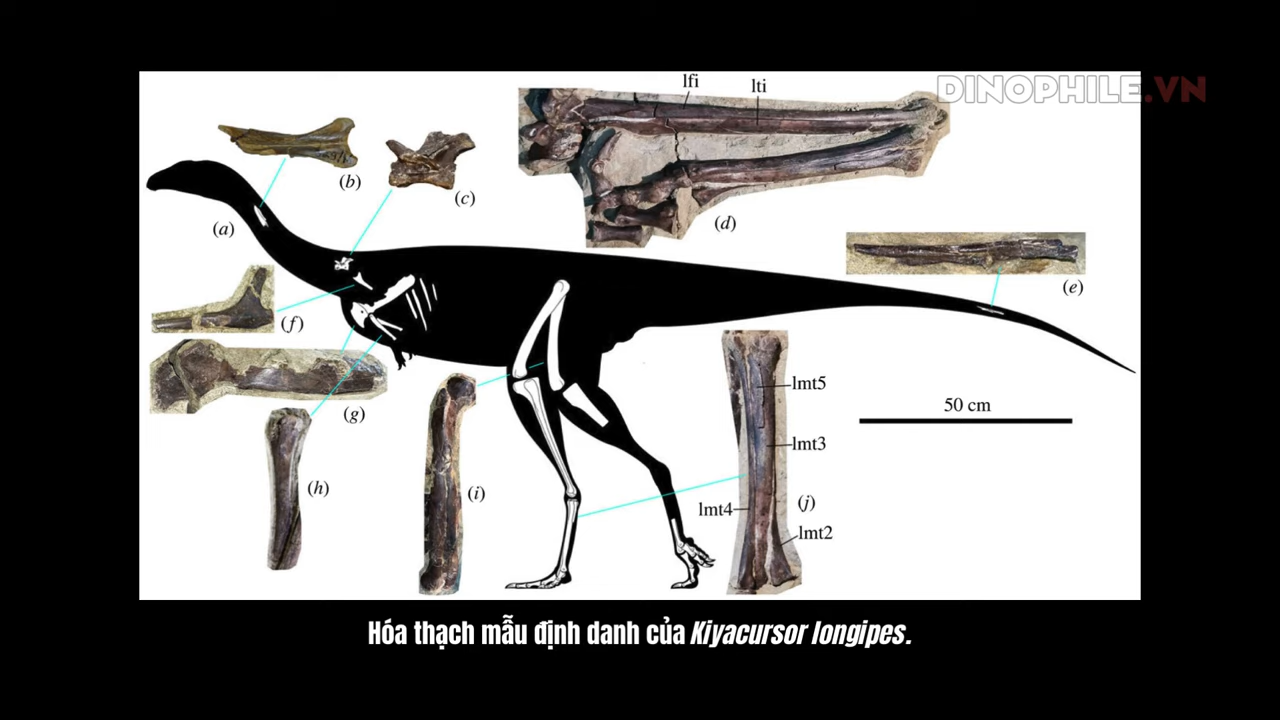 DINOPHILE.VN
lfi
lti
(b)
(c)
(a)
(d)
(e)
(f)
(g)
(h)
(i)
lmt5
lmt3
lmt4
(j)
lmt2
50 cm
Hóa thạch mẫu định danh của Kiyacursor longipes.